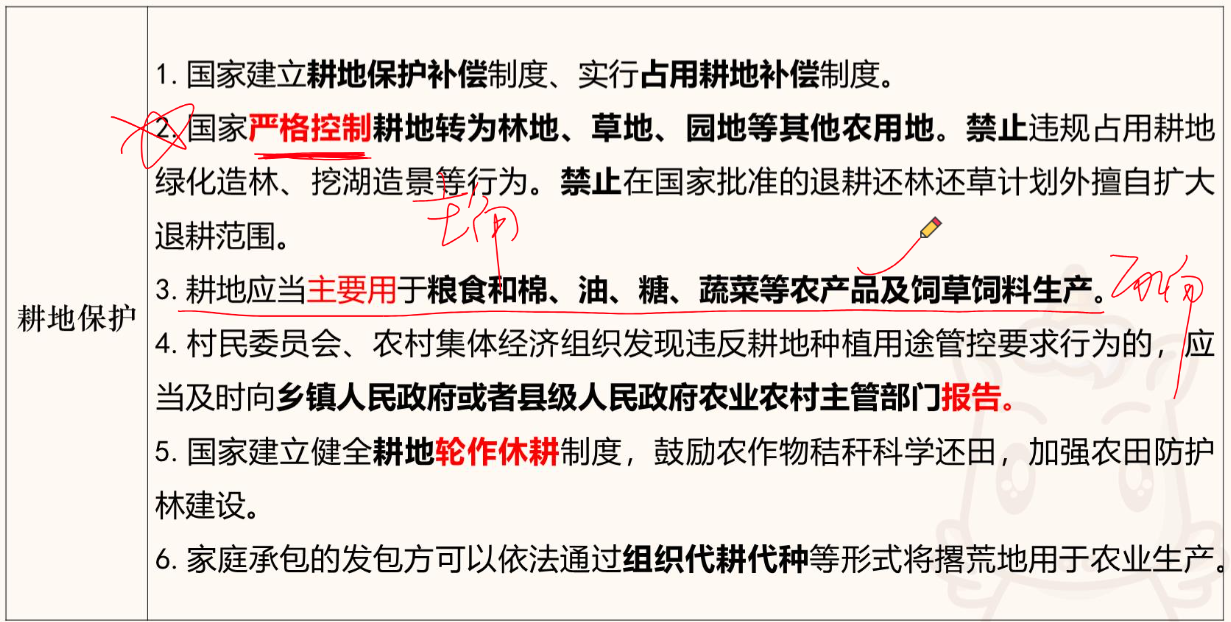 耕地保护
1. 国家建立耕地保护补偿制度、实行占用耕地补偿制度。
2. 国家严格控制耕地转为林地、草地、园地等其他农用地。禁止违规占用耕地
绿化造林、挖湖造景等行为。禁止在国家批准的退耕还林还草计划外擅自扩大
退耕范围。
3. 耕地应当主要用于粮食和棉、油、糖、蔬菜等农产品及饲草饲料生产。
4. 村民委员会、农村集体经济组织发现违反耕地种植用途管控要求行为的，应
当及时向乡镇人民政府或者县级人民政府农业农村主管部门报告。
5. 国家建立健全耕地轮作休耕制度，鼓励农作物秸秆科学还田，加强农田防护
林建设。
6. 家庭承包的发包方可以依法通过组织代耕代种等形式将撂荒地用于农业生产。